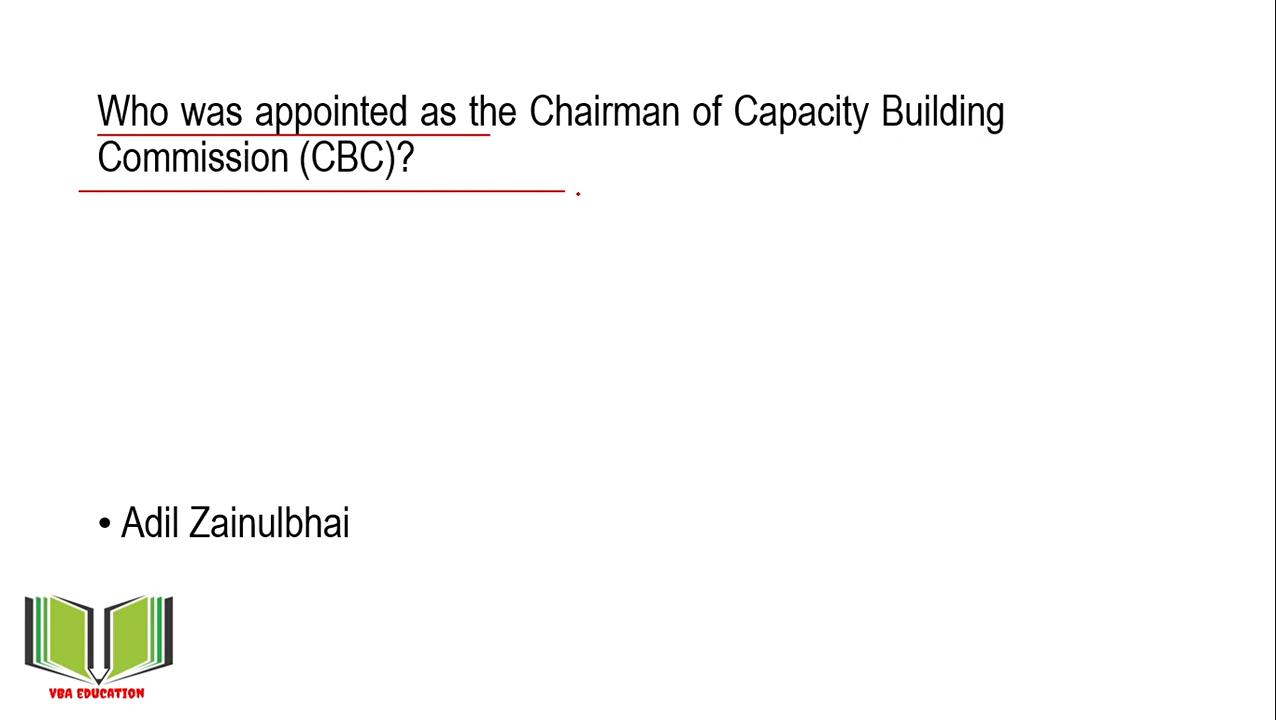 Who was appointed as the Chairman of Capacity Building
Commission (CBC)?
• Adil Zainulbhai
VBA EDUCATION